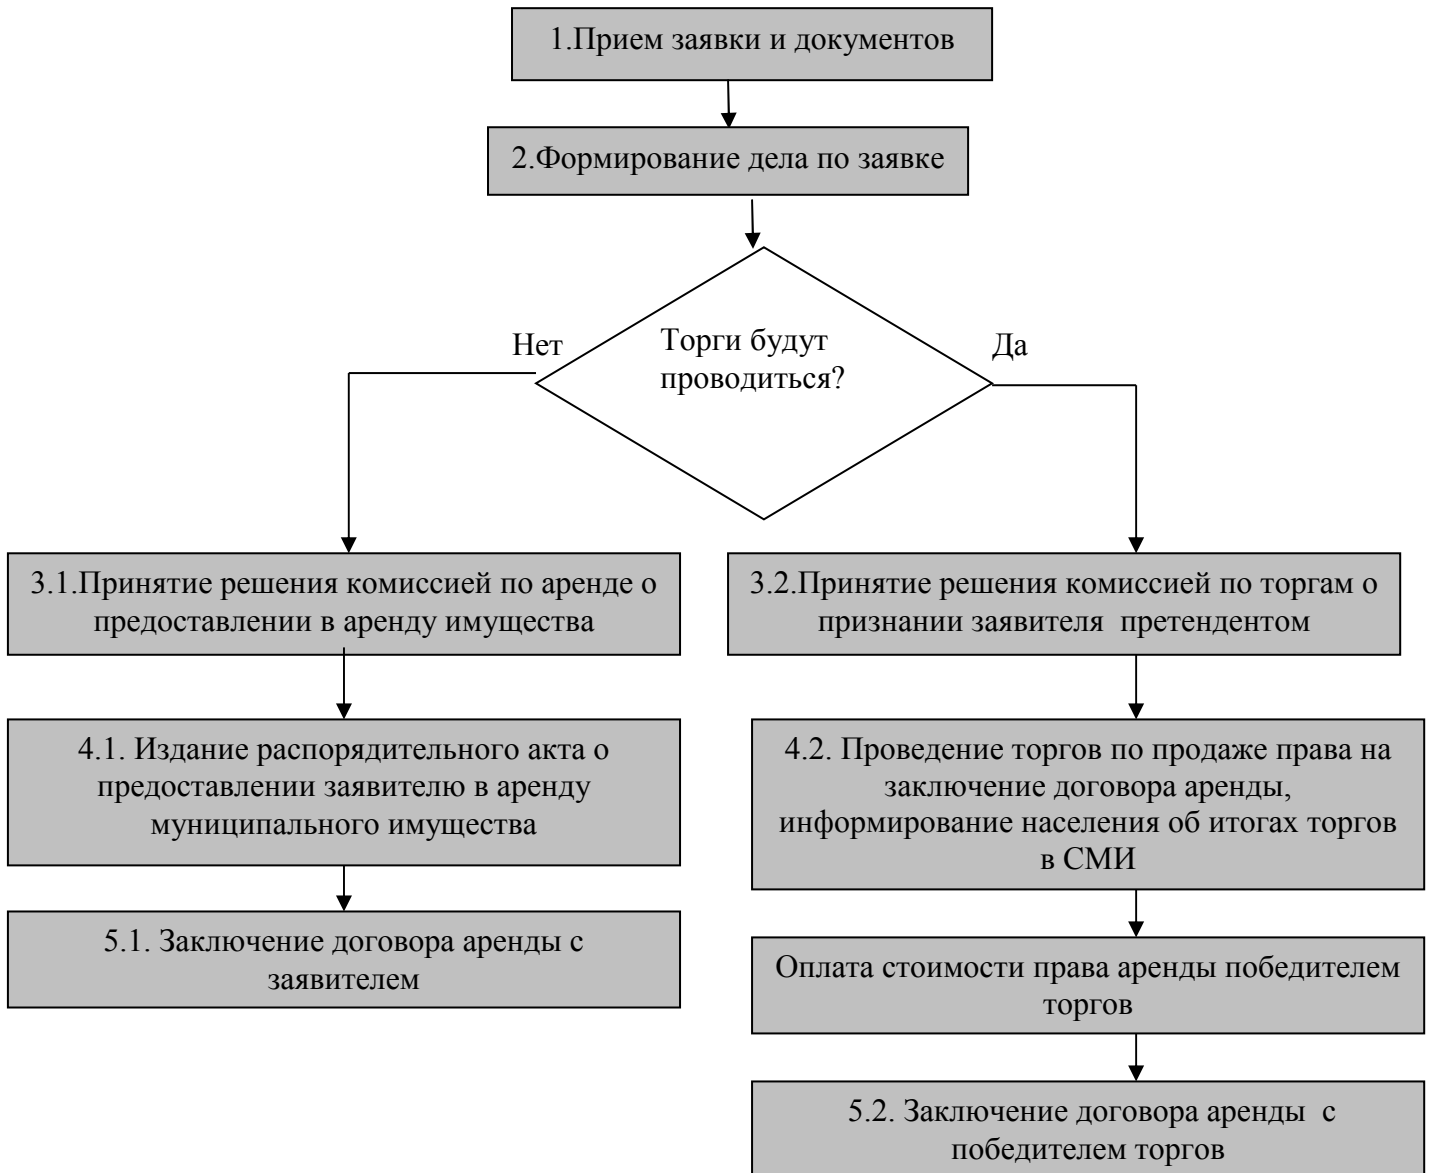 1.Прием заявки и документов
2.Формирование дела по заявке
Торги будут
проводиться?
Нет
Да
3.1.Принятие решения комиссией по аренде о
предоставлении в аренду имущества
3.2.Принятие решения комиссией по торгам о
признании заявителя  претендентом
4.1. Издание распорядительного акта о
предоставлении заявителю в аренду
муниципального имущества
4.2. Проведение торгов по продаже права на
заключение договора аренды,
информирование населения об итогах торгов
в СМИ
5.1. Заключение договора аренды с
заявителем
Оплата стоимости права аренды победителем
торгов
5.2. Заключение договора аренды  с
победителем торгов